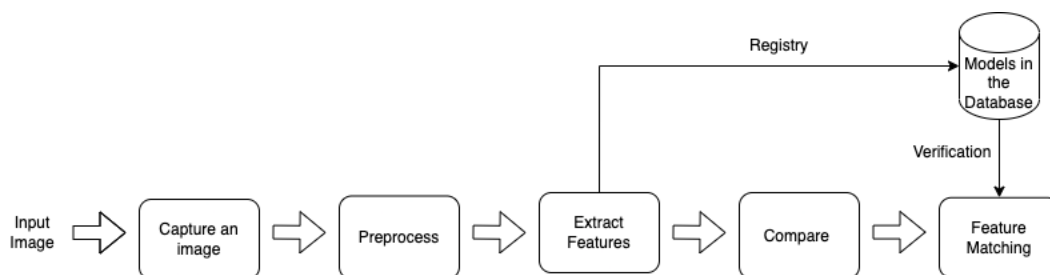 Registry
Models in
the
Database
Verification
Input
Image
Capture an
image
Preprocess
Extract
Features
Compare
Feature
Matching